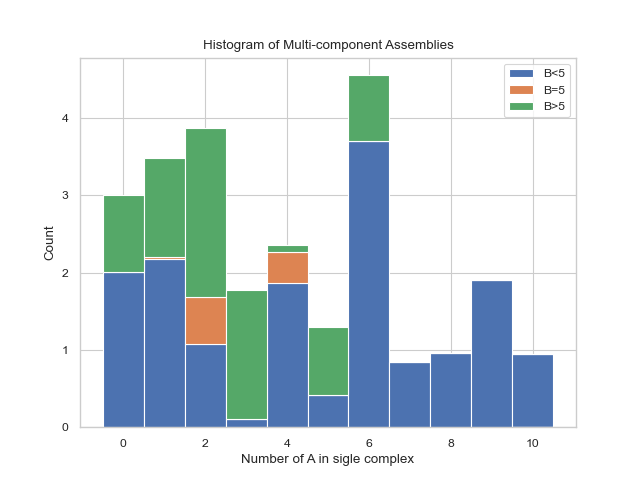 Histogram of Multi-component Assemblies
B<5
B=5
B>5
4
3
2
1
0
Count
0 2 4 6 8 10
Number of A in sigle complex